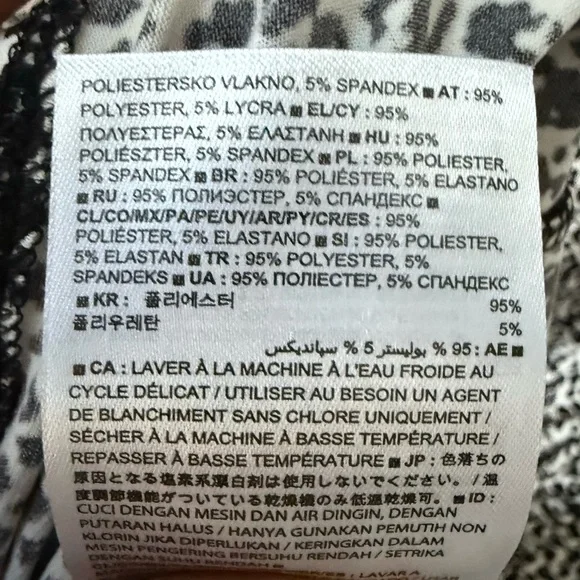 POLIESTERSKO VLAKNO, 5% SPANDEX ■ AT : 95%
POLYESTER, 5% LYCRA ■ EL/CY : 95%
ΠΟΛΥΕΣΤΕΡΑΣ, 5% ΕΛΑΣΤΑΝΗ ■ HU : 95%
POLIÉSZTER, 5% SPANDEX ■ PL : 95% POLIESTER,
5% SPANDEX ■ BR : 95% POLIÉSTER, 5% ELASTANO
■ RU : 95% ПОЛИЭСТЕР, 5% СПАНДЕКС ■
CL/CO/MX/PA/PE/UY/AR/PY/CR/ES : 95%
POLIÉSTER, 5% ELASTANO ■ SI : 95% POLIESTER,
5% ELASTAN ■ TR : 95% POLYESTER, 5%
SPANDEKS ■ UA : 95% ПОЛІЕСТЕР, 5% СПАНДЕКС
■ KR : 폴리에스터 95%
폴리우레탄 5%
■ AE : 95 % بوليستر 5 % سپاندیکس
■ CA : LAVER À LA MACHINE À L'EAU FROIDE AU
CYCLE DÉLICAT / UTILISER AU BESOIN UN AGENT
DE BLANCHIMENT SANS CHLORE UNIQUEMENT /
SÉCHER À LA MACHINE À BASSE TEMPÉRATURE /
REPASSER À BASSE TEMPÉRATURE ■ JP : 色落ちの
原因となる塩素系漂白剤は使用しないでください。/ 温
度調節機能がついている乾燥機のみ低温乾燥可。 ■ ID :
CUCI DENGAN MESIN DAN AIR DINGIN, DENGAN
PUTARAN HALUS / HANYA GUNAKAN PEMUTIH NON
KLORIN JIKA DIPERLUKAN / KERINGKAN DALAM
MESIN PENGERING BERSUHU RENDAH / SETRIKA
DENGAN SUHU RENDAH ■
LAVAR A